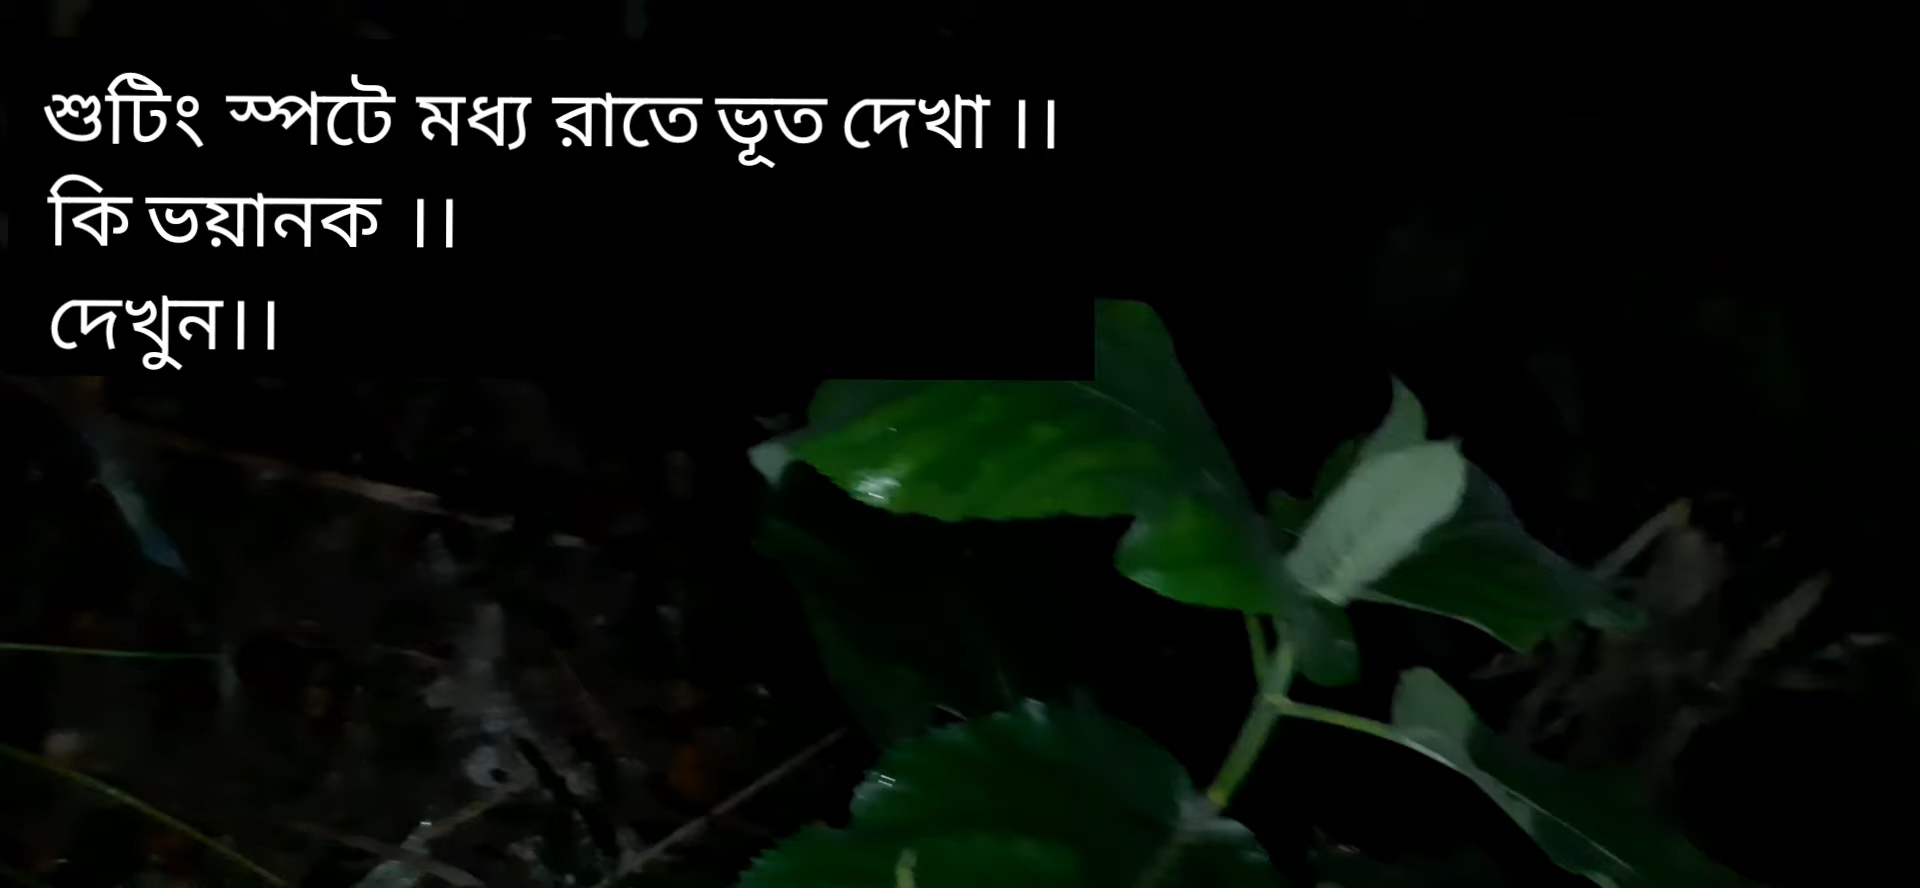 শুটিং স্পটে মধ্য রাতে ভূত দেখা ।।
কি ভয়ানক ।।
দেখুন।।